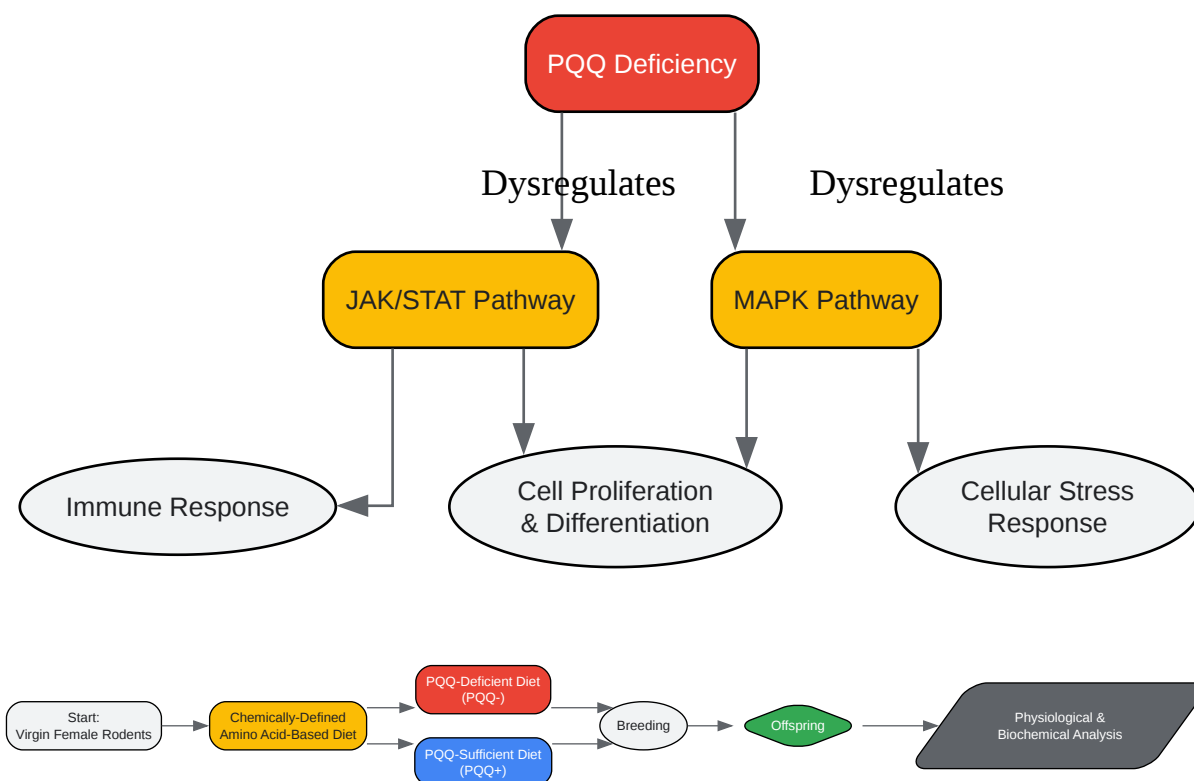 PQQ Deficiency
Dysregulates
Dysregulates
JAK/STAT Pathway
MAPK Pathway
Immune Response
Cell Proliferation
& Differentiation
Cellular Stress
Response
Start:
Virgin Female Rodents
Chemically-Defined
Amino Acid-Based Diet
PQQ-Deficient Diet
(PQQ-)
PQQ-Sufficient Diet
(PQQ+)
Breeding
Offspring
Physiological &
Biochemical Analysis